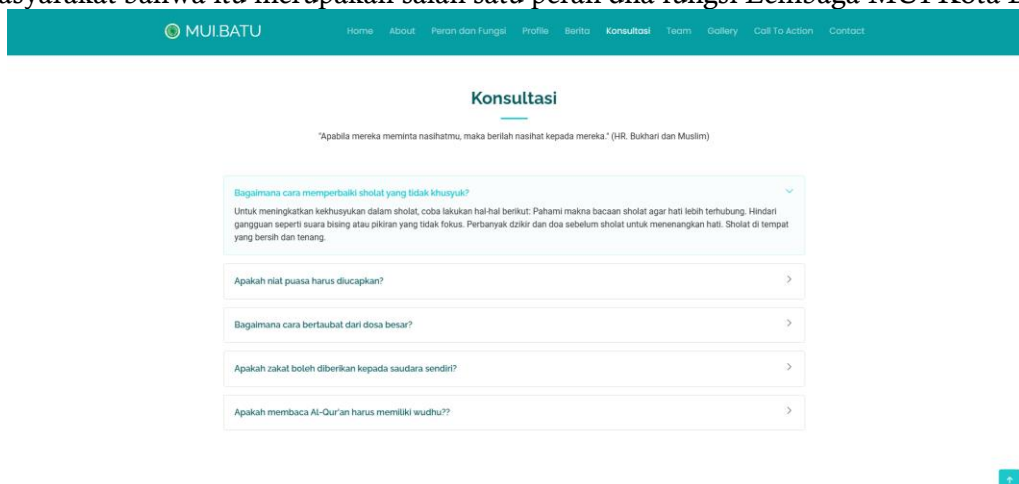 bahwa itu merupakan salah satu peran dna fungsi Lembaga MUI Kota
MUI.BATU Home About Peran dan Fungsi Profile Berita Konsultasi Team Gallery Call To Action Contact
Konsultasi
"Apabila mereka meminta nasihatmu, maka berilah nasihat kepada mereka." (HR. Bukhari dan Muslim)
Bagaimana cara memperbaiki sholat yang tidak khusyuk?
Untuk meningkatkan kekhusyukan dalam sholat, coba lakukan hal-hal berikut: Pahami makna bacaan sholat agar hati lebih terhubung. Hindari
gangguan seperti suara bising atau pikiran yang tidak fokus. Perbanyak dzikir dan doa sebelum sholat untuk menenangkan hati. Sholat di tempat
yang bersih dan tenang.
Apakah niat puasa harus diucapkan?
Bagaimana cara bertaubat dari dosa besar?
Apakah zakat boleh diberikan kepada saudara sendiri?
Apakah membaca Al-Qur'an harus memiliki wudhu??